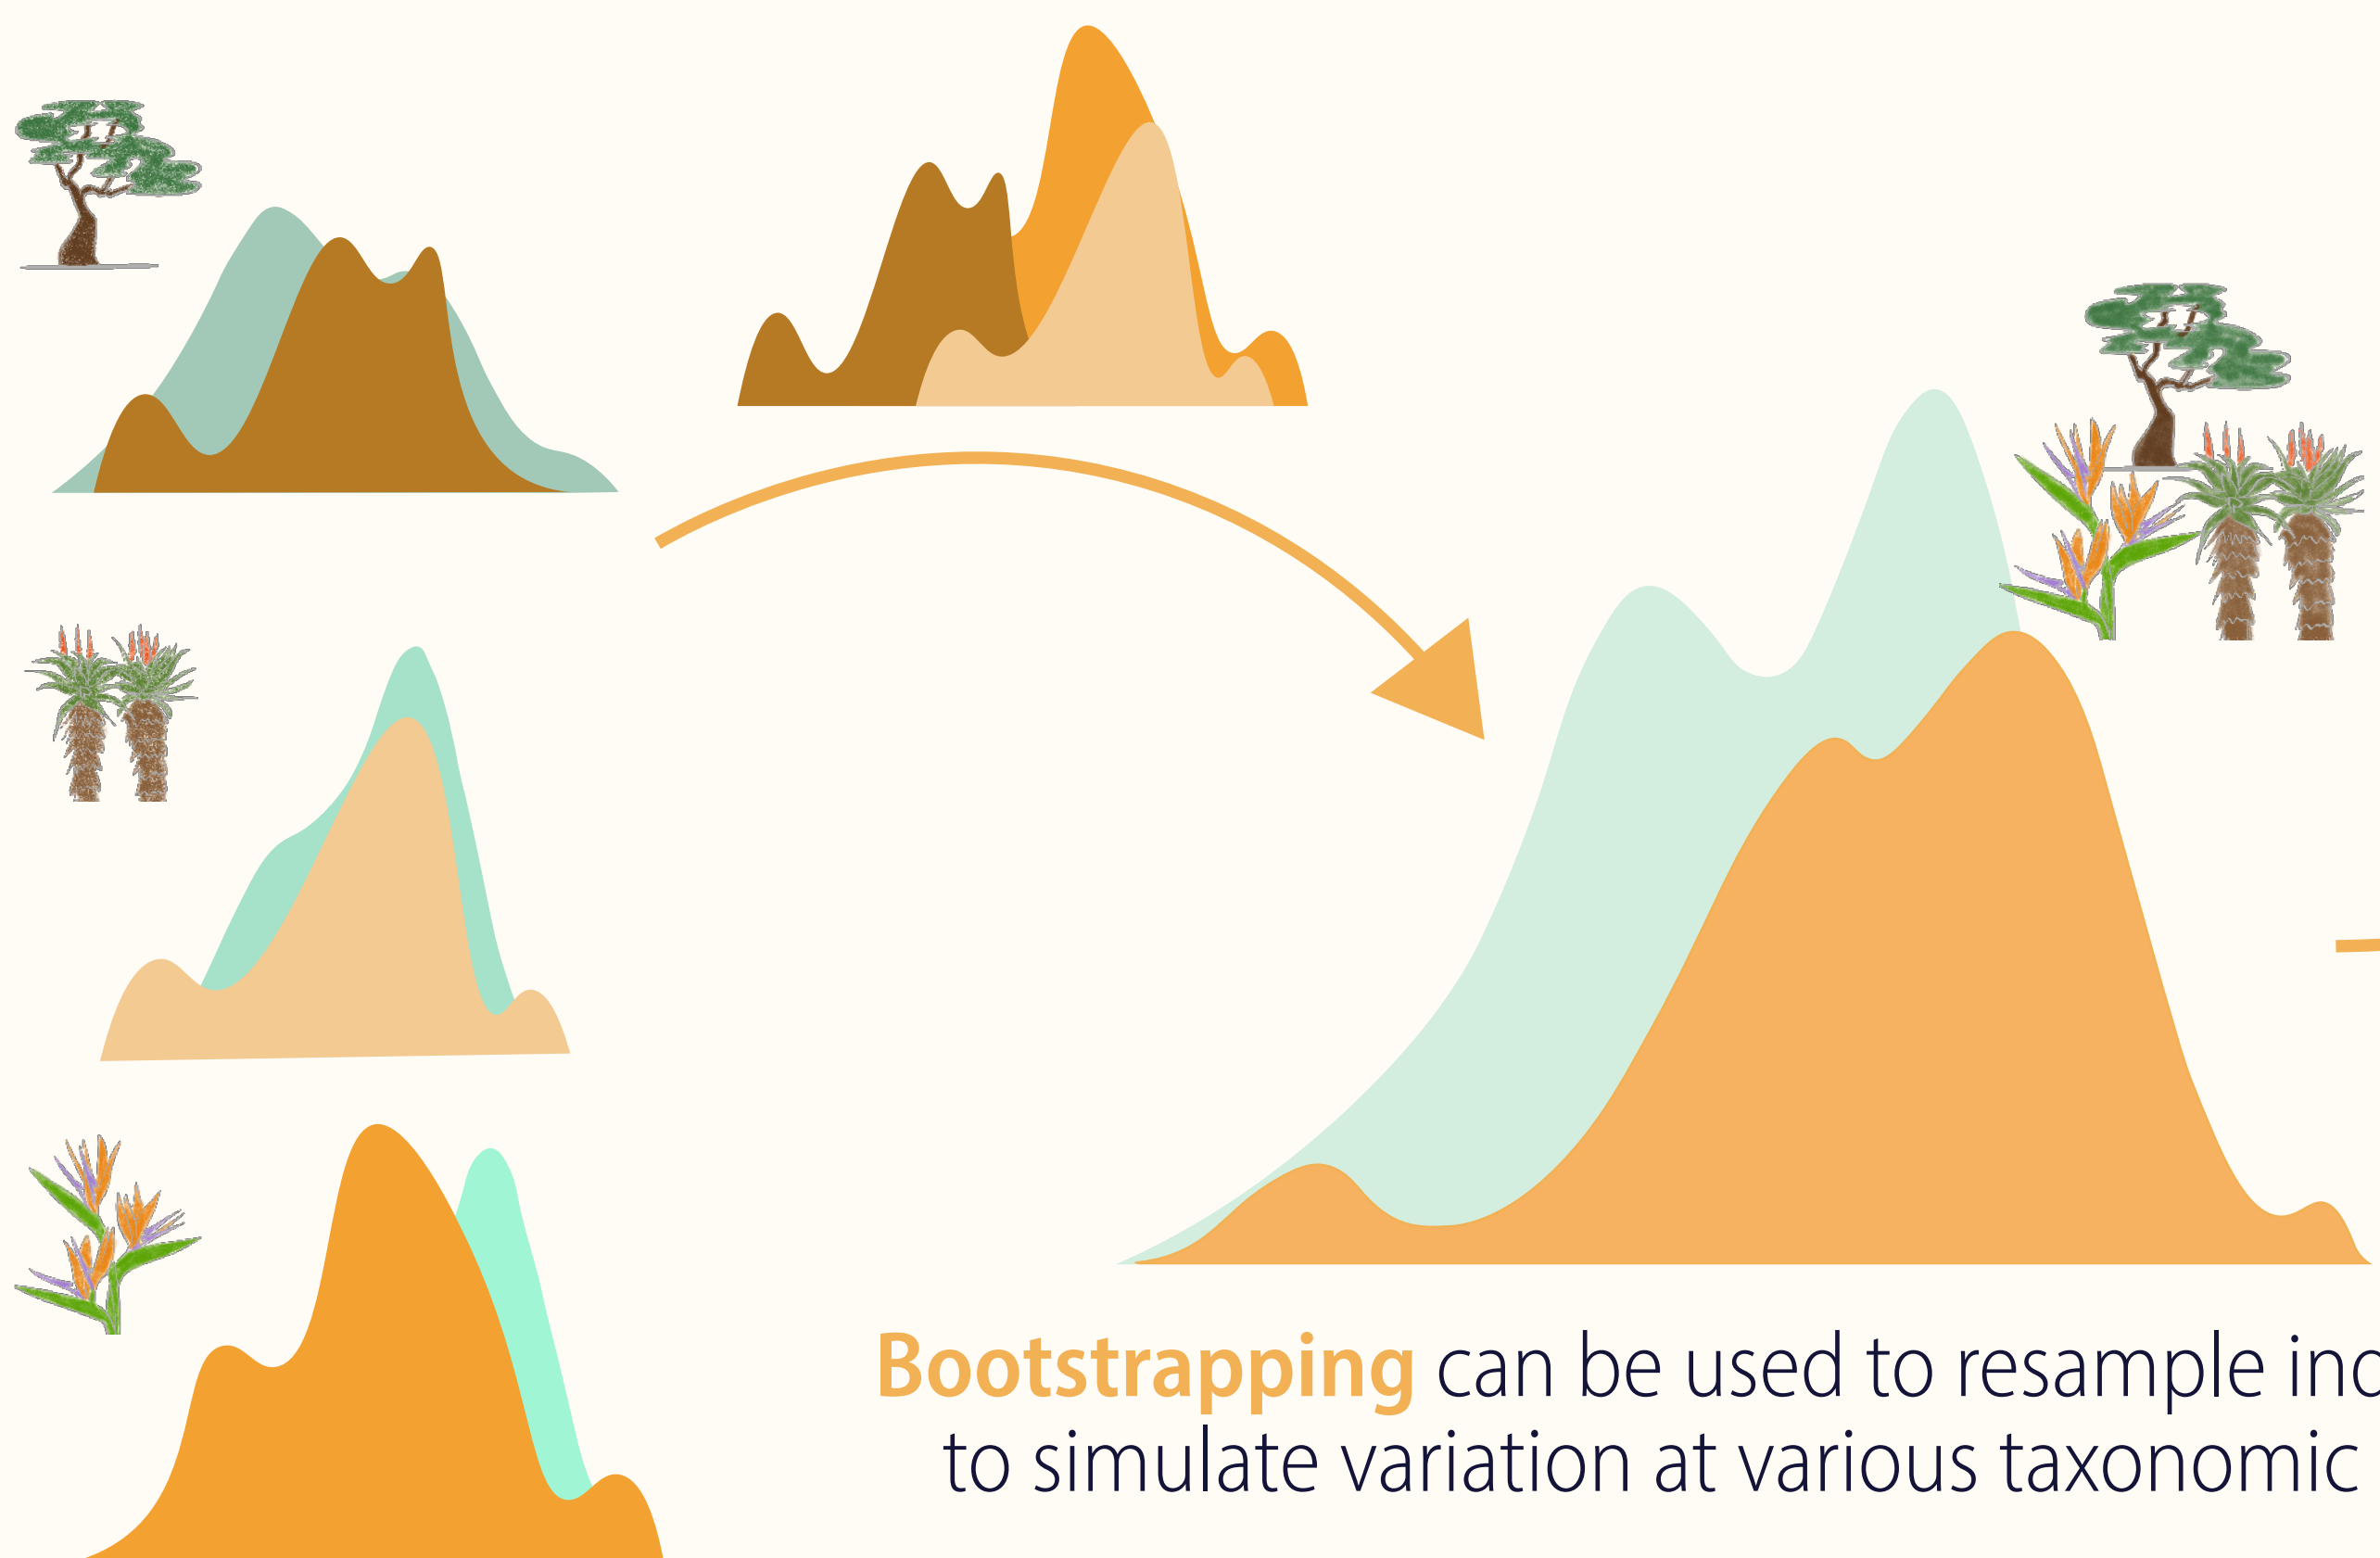 Bootstrapping can be used to resample
to simulate variation at various taxonomic